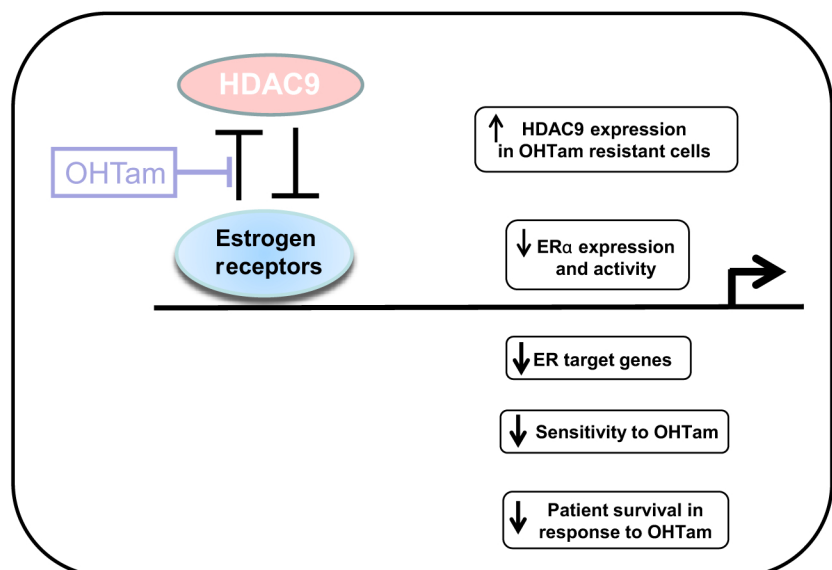 HDAC9
OHTam
Estrogen
receptors
↑ HDAC9 expression
in OHTam resistant cells
↓ ERα expression
and activity
↓ ER target genes
↓ Sensitivity to OHTam
↓ Patient survival in
response to OHTam